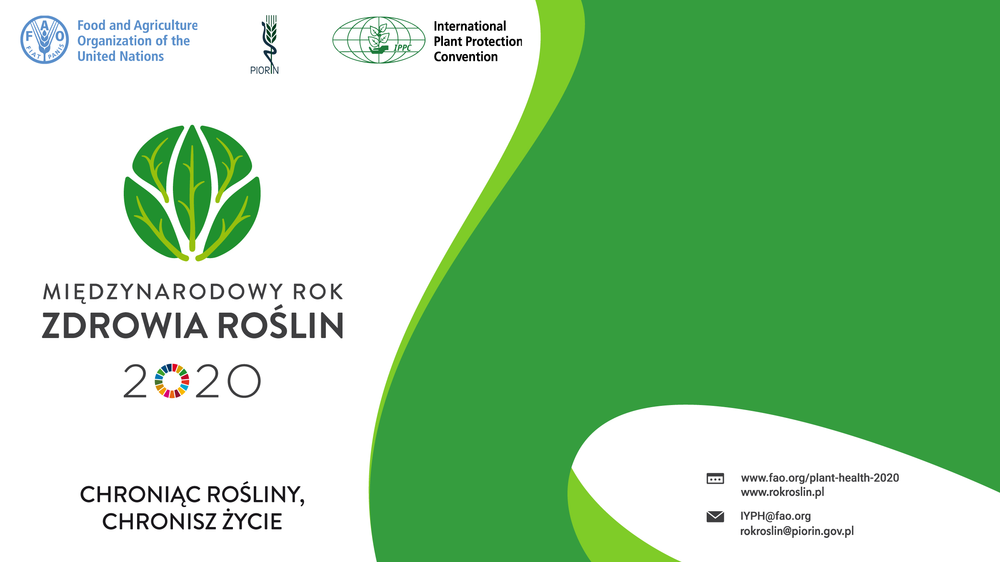 F A O
FIAT PANIS
Food and Agriculture
Organization of the
United Nations
PIORIN
IPPC
International
Plant Protection
Convention
MIĘDZYNARODOWY ROK
ZDROWIA ROŚLIN
2020
CHRONIĄC ROŚLINY,
CHRONISZ ŻYCIE
www.fao.org/plant-health-2020
www.rokroslin.pl
IYPH@fao.org
rokroslin@piorin.gov.pl